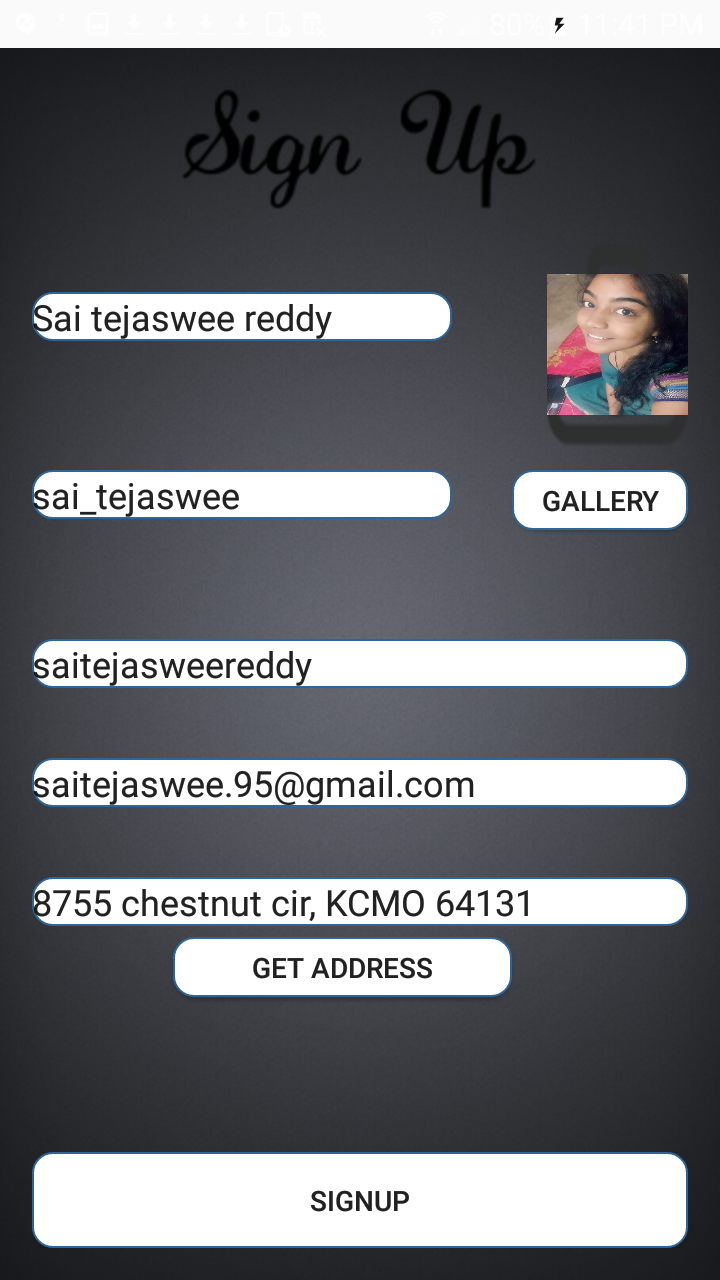 80% 11:41 PM
Sign Up
Sai tejaswee reddy
sai_tejaswee
GALLERY
saitejasweereddy
saitejaswee.95@gmail.com
8755 chestnut cir, KCMO 64131
GET ADDRESS
SIGNUP